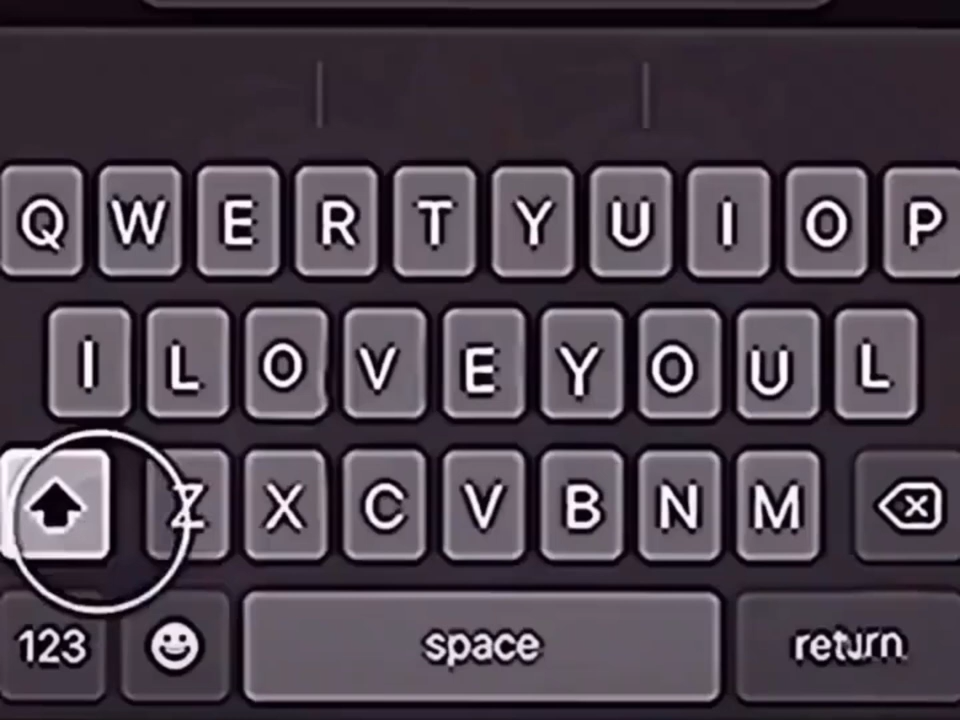 Q W E R T Y U I O P
I L O V E Y O U L
Z X C V B N M
123 space return